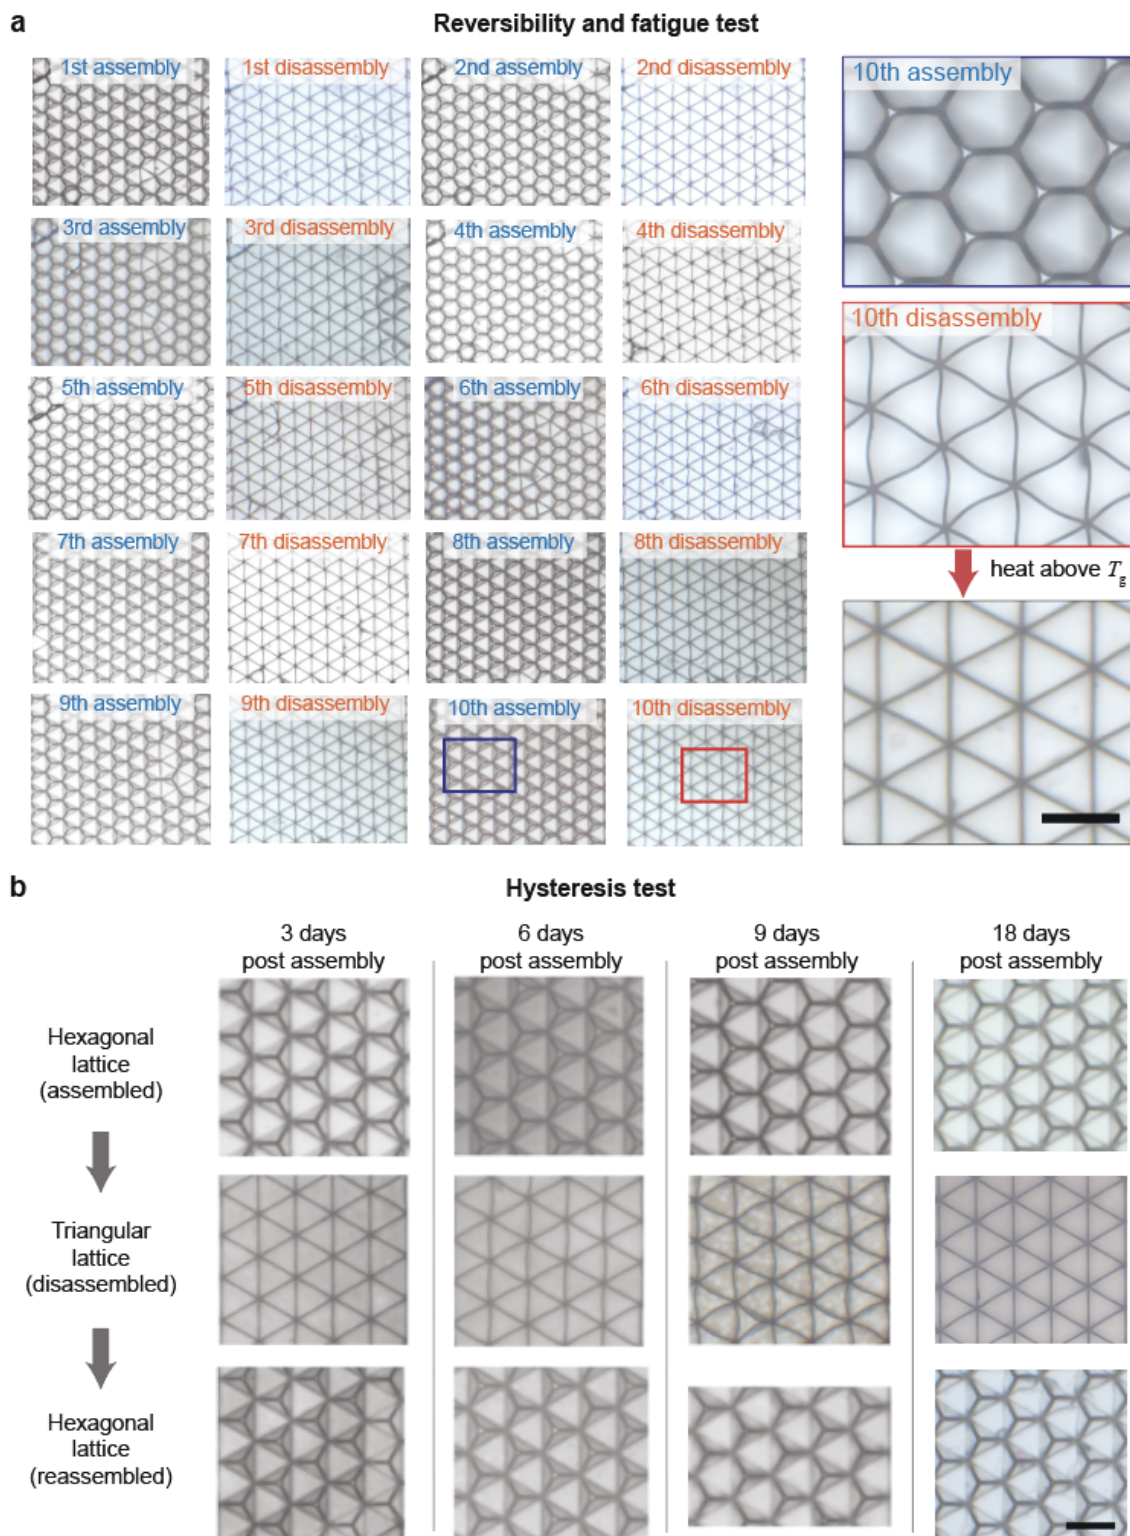 a
Reversibility and fatigue test
1st assembly
1st disassembly
2nd assembly
2nd disassembly
10th assembly
3rd assembly
3rd disassembly
4th assembly
4th disassembly
10th disassembly
5th assembly
5th disassembly
6th assembly
6th disassembly
7th assembly
7th disassembly
8th assembly
8th disassembly
heat above Tg
9th assembly
9th disassembly
10th assembly
10th disassembly
b
Hysteresis test
3 days
post assembly
6 days
post assembly
9 days
post assembly
18 days
post assembly
Hexagonal
lattice
(assembled)
Triangular
lattice
(disassembled)
Hexagonal
lattice
(reassembled)